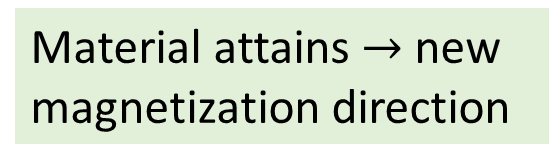 Material attains → new
magnetization direction